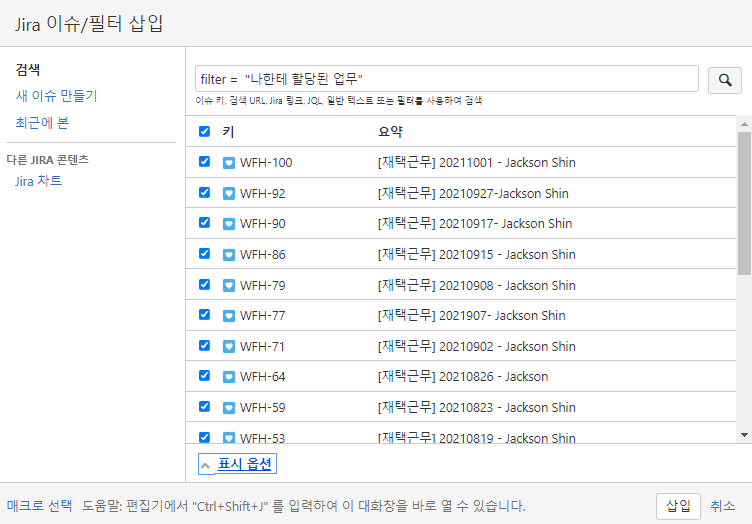 Jira 이슈/필터 삽입
검색
새 이슈 만들기
최근에 본
다른 JIRA 콘텐츠
Jira 차트
filter = "나한테 할당된 업무"
이슈 키, 검색 URL, Jira 링크, JQL, 일반 텍스트 또는 필터를 사용하여 검색
키 요약
WFH-100 [재택근무] 20211001 - Jackson Shin
WFH-92 [재택근무] 20210927-Jackson Shin
WFH-90 [재택근무] 20210917- Jackson Shin
WFH-86 [재택근무] 20210915 - Jackson Shin
WFH-79 [재택근무] 20210908 - Jackson Shin
WFH-77 [재택근무] 2021907- Jackson Shin
WFH-71 [재택근무] 20210902 - Jackson Shin
WFH-64 [재택근무] 20210826 - Jackson
WFH-59 [재택근무] 20210823 - Jackson Shin
WFH-53 [재택근무] 20210819 - Jackson Shin
표시 옵션
매크로 선택 도움말: 편집기에서 "Ctrl+Shift+J" 를 입력하여 이 대화창을 바로 열 수 있습니다. 삽입 취소